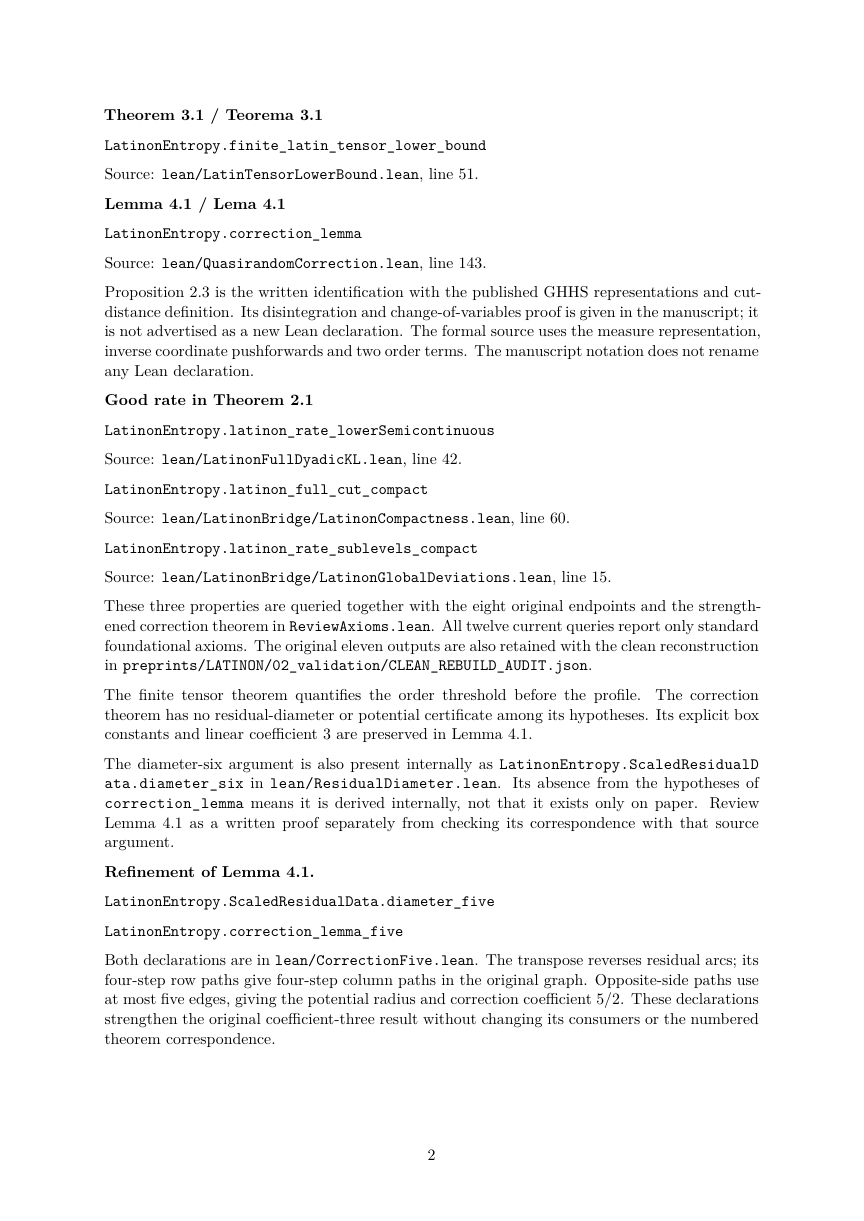 Theorem 3.1 / Teorema 3.1
LatinonEntropy.finite_latin_tensor_lower_bound
Source: lean/LatinTensorLowerBound.lean, line 51.
Lemma 4.1 / Lema 4.1
LatinonEntropy.correction_lemma
Source: lean/QuasirandomCorrection.lean, line 143.
Proposition 2.3 is the written identification with the published GHHS representations and cut-
distance definition. Its disintegration and change-of-variables proof is given in the manuscript; it
is not advertised as a new Lean declaration. The formal source uses the measure representation,
inverse coordinate pushforwards and two order terms. The manuscript notation does not rename
any Lean declaration.
Good rate in Theorem 2.1
LatinonEntropy.latinon_rate_lowerSemicontinuous
Source: lean/LatinonFullDyadicKL.lean, line 42.
LatinonEntropy.latinon_full_cut_compact
Source: lean/LatinonBridge/LatinonCompactness.lean, line 60.
LatinonEntropy.latinon_rate_sublevels_compact
Source: lean/LatinonBridge/LatinonGlobalDeviations.lean, line 15.
These three properties are queried together with the eight original endpoints and the strength-
ened correction theorem in ReviewAxioms.lean. All twelve current queries report only standard
foundational axioms. The original eleven outputs are also retained with the clean reconstruction
in preprints/LATINON/02_validation/CLEAN_REBUILD_AUDIT.json.
The finite tensor theorem quantifies the order threshold before the profile. The correction
theorem has no residual-diameter or potential certificate among its hypotheses. Its explicit box
constants and linear coefficient 3 are preserved in Lemma 4.1.
The diameter-six argument is also present internally as LatinonEntropy.ScaledResidualD
ata.diameter_six in lean/ResidualDiameter.lean. Its absence from the hypotheses of
correction_lemma means it is derived internally, not that it exists only on paper. Review
Lemma 4.1 as a written proof separately from checking its correspondence with that source
argument.
Refinement of Lemma 4.1.
LatinonEntropy.ScaledResidualData.diameter_five
LatinonEntropy.correction_lemma_five
Both declarations are in lean/CorrectionFive.lean. The transpose reverses residual arcs; its
four-step row paths give four-step column paths in the original graph. Opposite-side paths use
at most five edges, giving the potential radius and correction coefficient 5/2. These declarations
strengthen the original coefficient-three result without changing its consumers or the numbered
theorem correspondence.
2